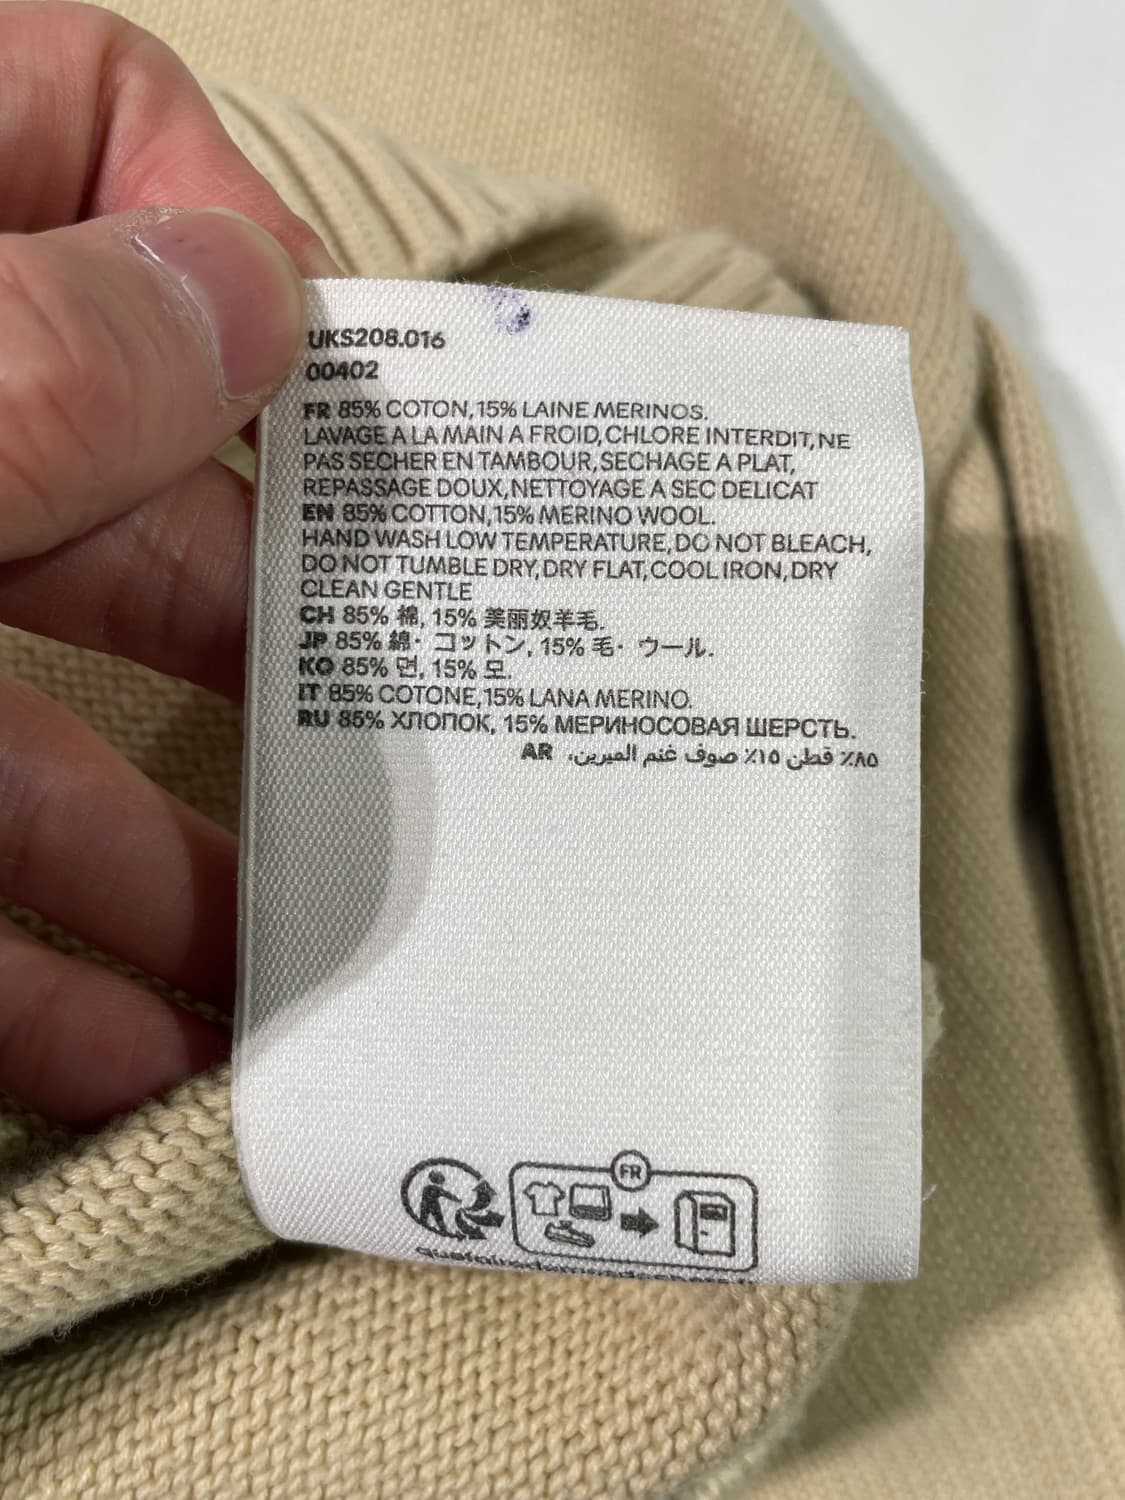 UKS208.016
00402
FR 85% COTON,15% LAINE MERINOS.
LAVAGE A LA MAIN A FROID,CHLORE INTERDIT,NE
PAS SECHER EN TAMBOUR,SECHAGE A PLAT,
REPASSAGE DOUX,NETTOYAGE A SEC DELICAT
EN 85% COTTON,15% MERINO WOOL.
HAND WASH LOW TEMPERATURE,DO NOT BLEACH,
DO NOT TUMBLE DRY,DRY FLAT,COOL IRON,DRY
CLEAN GENTLE
CH 85% 棉, 15% 美丽奴羊毛.
JP 85% 綿・コットン, 15% 毛・ウール.
KO 85% 면, 15% 모.
IT 85% COTONE,15% LANA MERINO.
RU 85% ХЛОПОК, 15% МЕРИНОСОВАЯ ШЕРСТЬ.
AR ٪٨٥ قطن ٪١٥ صوف غنم الميرين،
FR